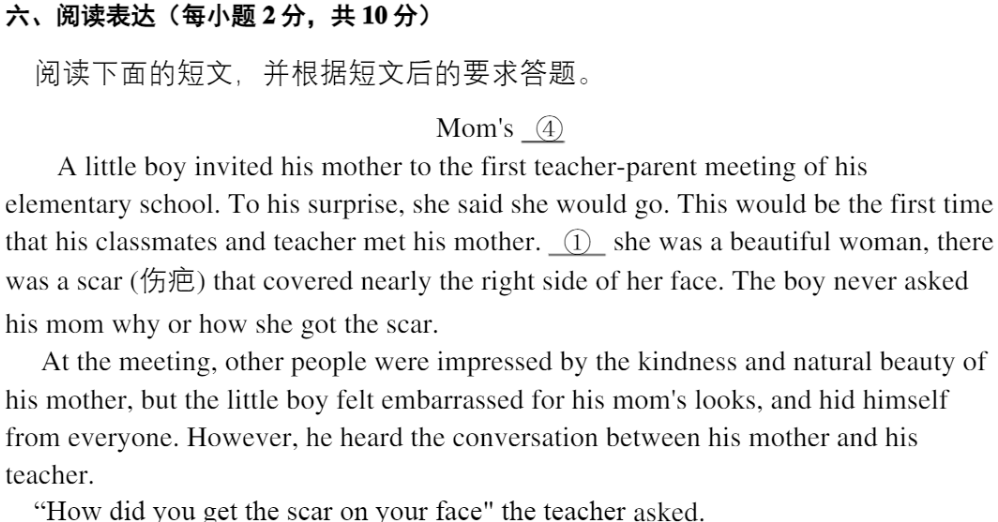 六、阅读表达（每小题 2 分，共 10 分）
阅读下面的短文，并根据短文后的要求答题。
Mom's ④
A little boy invited his mother to the first teacher-parent meeting of his
elementary school. To his surprise, she said she would go. This would be the first time
that his classmates and teacher met his mother. ① she was a beautiful woman, there
was a scar (伤疤) that covered nearly the right side of her face. The boy never asked
his mom why or how she got the scar.
At the meeting, other people were impressed by the kindness and natural beauty of
his mother, but the little boy felt embarrassed for his mom's looks, and hid himself
from everyone. However, he heard the conversation between his mother and his
teacher.
“How did you get the scar on your face" the teacher asked.